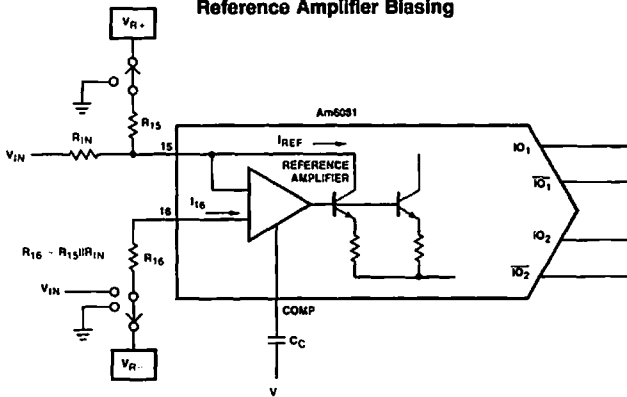 Reference Amplifier Biasing
VR+
Am6081
R15
IREF
RIN
15
VIN
REFERENCE
AMPLIFIER
IO1
IO1
I16
16
R16 ~ R15||RIN
R16
IO2
VIN
IO2
COMP
CC
VR-
V